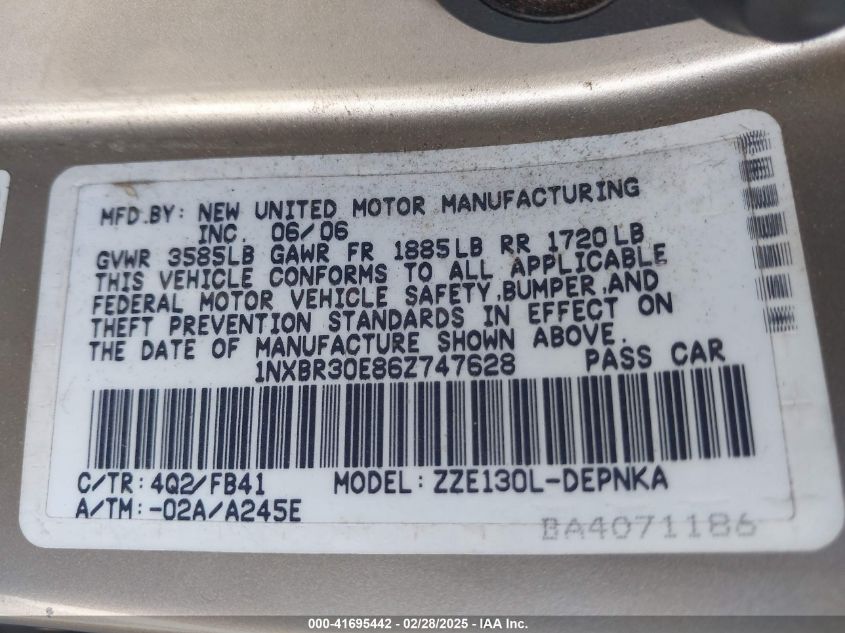 MFD.BY: NEW UNITED MOTOR MANUFACTURING
INC. 06/06
GVWR 3585LB GAWR FR 1885LB RR 1720LB
THIS VEHICLE CONFORMS TO ALL APPLICABLE
FEDERAL MOTOR VEHICLE SAFETY,BUMPER,AND
THEFT PREVENTION STANDARDS IN EFFECT ON
THE DATE OF MANUFACTURE SHOWN ABOVE.
1NXBR30E86Z747628 PASS CAR
C/TR: 4Q2/FB41 MODEL: ZZE130L-DEPNKA
A/TM: -02A/A245E
BA4071186
000-41695442 - 02/28/2025 - IAA Inc.